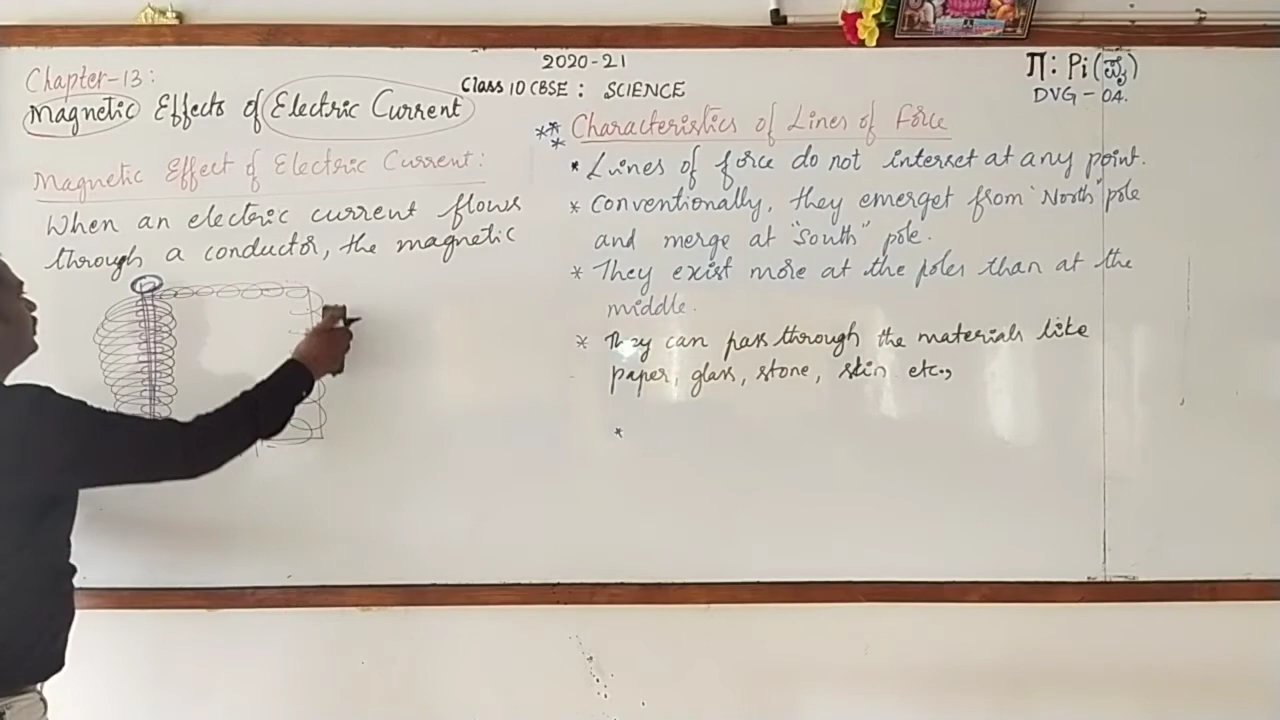 2020-21
Class 10 CBSE : SCIENCE
Π: Pi (ಪೈ)
DVG - 04.
Chapter-13:
Magnetic Effects of Electric Current
Magnetic Effect of Electric Current:
When an electric current flows
through a conductor, the magnetic
*** Characteristics of Lines of Force
* Lines of force do not interset at any point.
* Conventionally, they emerget from "North" pole
and merge at "South" pole.
* They exist more at the poles than at the
middle.
* They can pass through the materials like
paper, glass, stone, skin etc.,
*